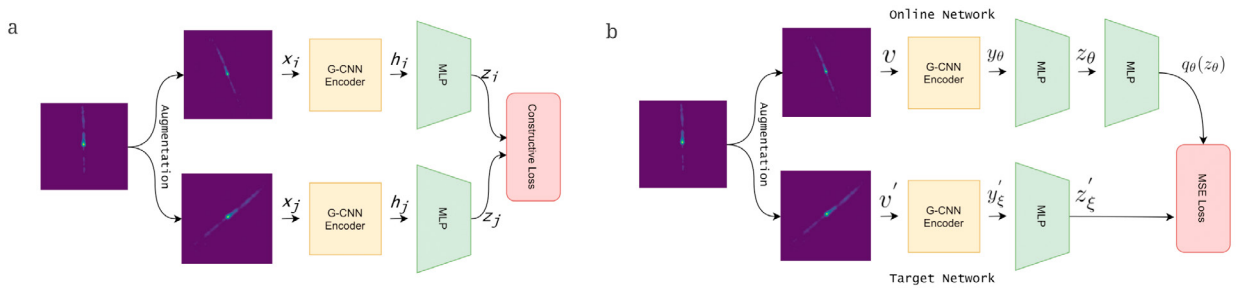 a
Augmentation
x_i
G-CNN
Encoder
h_i
MLP
z_i
Constructive Loss
x_j
G-CNN
Encoder
h_j
MLP
z_j
b
Online Network
Augmentation
v
G-CNN
Encoder
y_θ
MLP
z_θ
MLP
q_θ(z_θ)
MSE Loss
v'
G-CNN
Encoder
y'_ξ
MLP
z'_ξ
Target Network